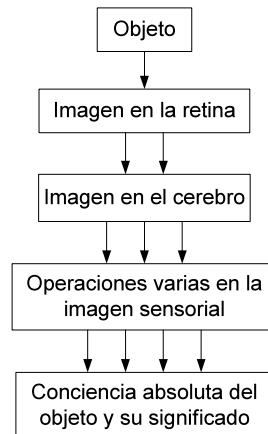 Objeto
Imagen en la retina
Imagen en el cerebro
Operaciones varias en la
imagen sensorial
Conciencia absoluta del
objeto y su significado